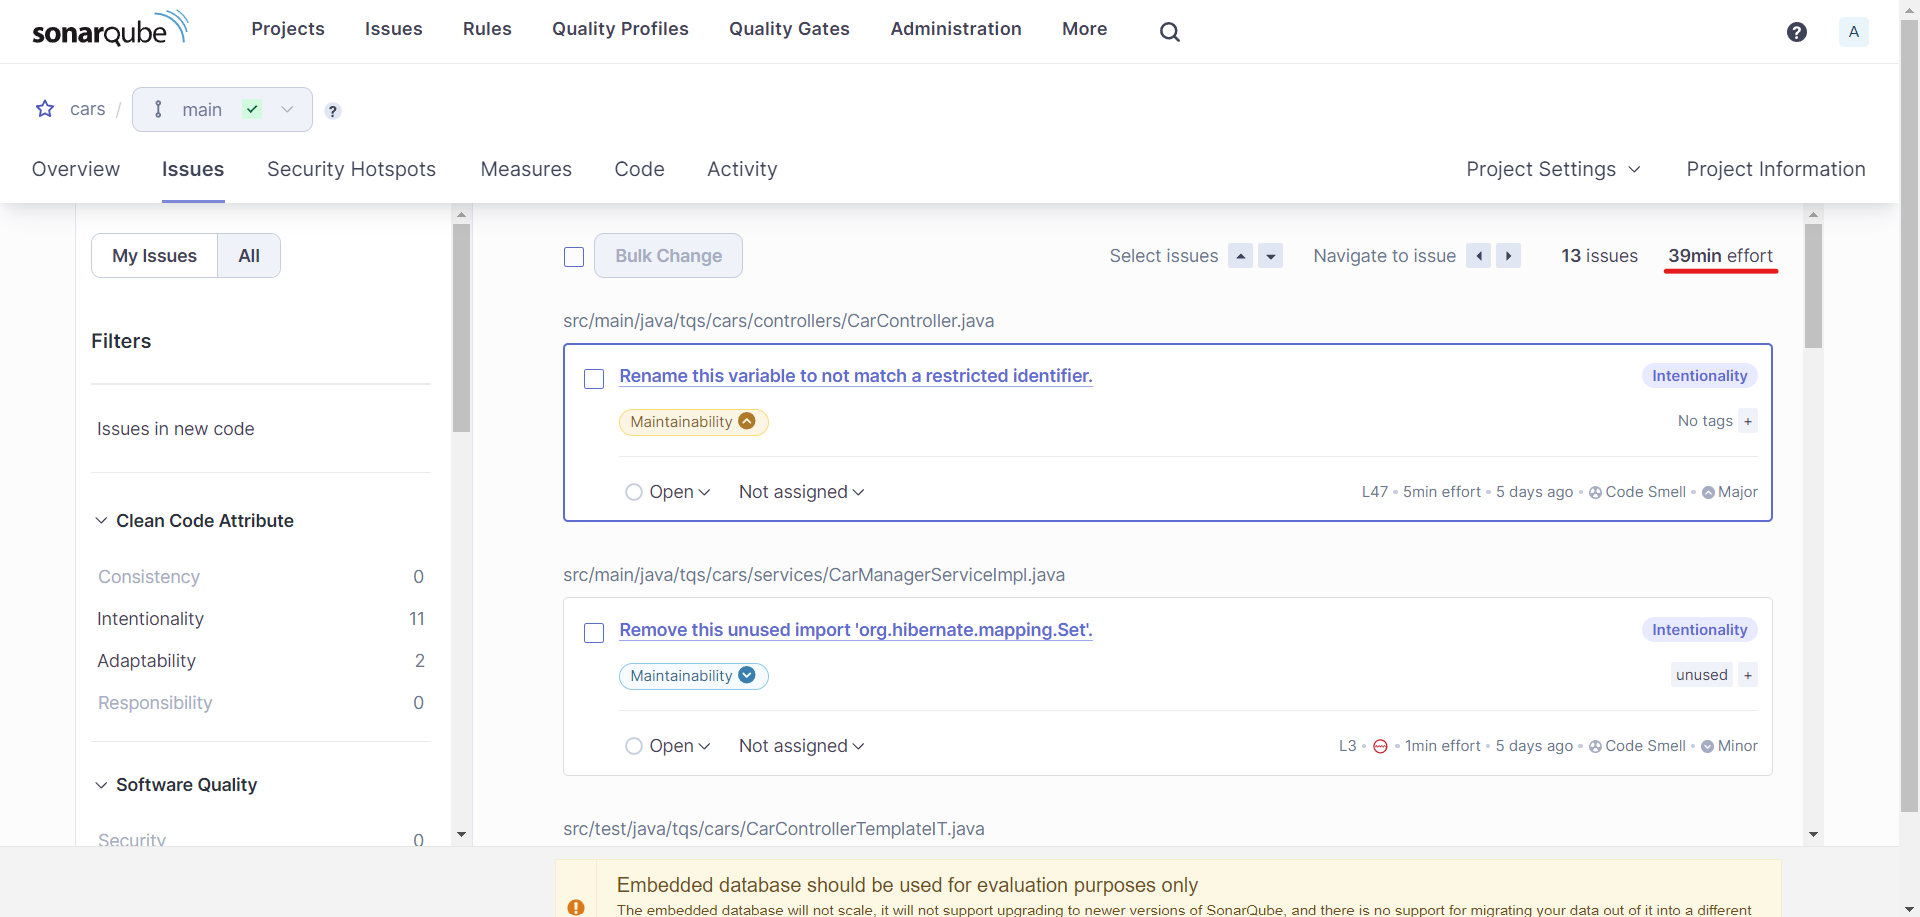 sonarqube Projects Issues Rules Quality Profiles Quality Gates Administration More ? A
cars / main ?
Overview Issues Security Hotspots Measures Code Activity Project Settings Project Information
My Issues All
Filters
Issues in new code
Clean Code Attribute
Consistency 0
Intentionality 11
Adaptability 2
Responsibility 0
Software Quality
Security 0
Bulk Change Select issues Navigate to issue 13 issues 39min effort
src/main/java/tqs/cars/controllers/CarController.java
Rename this variable to not match a restricted identifier. Intentionality
Maintainability No tags +
Open Not assigned L47 • 5min effort • 5 days ago • Code Smell • Major
src/main/java/tqs/cars/services/CarManagerServiceImpl.java
Remove this unused import 'org.hibernate.mapping.Set'. Intentionality
Maintainability unused +
Open Not assigned L3 • • 1min effort • 5 days ago • Code Smell • Minor
src/test/java/tqs/cars/CarControllerTemplateIT.java
Embedded database should be used for evaluation purposes only
The embedded database will not scale, it will not support upgrading to newer versions of SonarQube, and there is no support for migrating your data out of it into a different